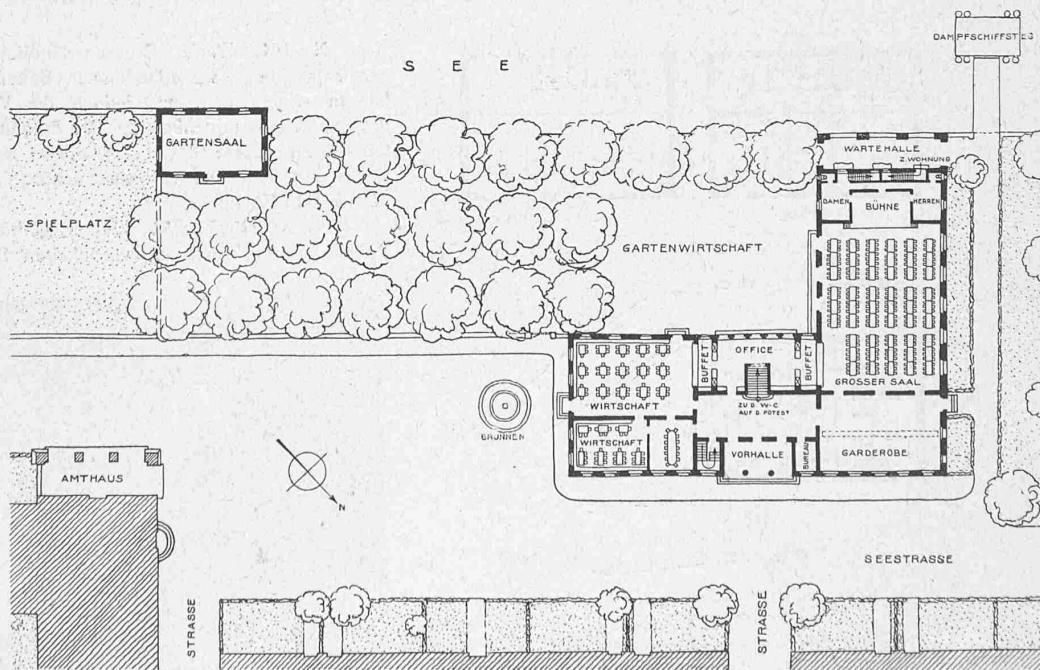 DAMPFSCHIFFSTEG
S E E
GARTENSAAL
WARTEHALLE
Z. WOHNUNG
DAMEN
BÜHNE
HERREN
SPIELPLATZ
GARTENWIRTSCHAFT
BUFFET
OFFICE
BUFFET
GROSSER SAAL
WIRTSCHAFT
ZU D. W-C
AUF D. PODEST
BRUNNEN
WIRTSCHAFT
VORHALLE
BUREAU
GARDEROBE
AMTHAUS
N
SEESTRASSE
STRASSE
STRASSE